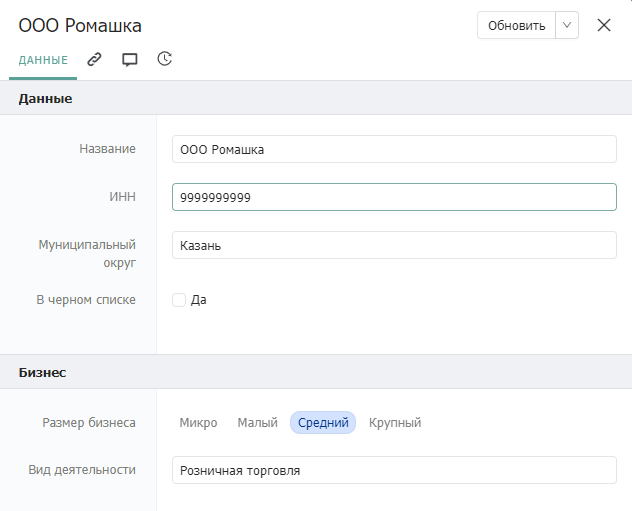 ООО Ромашка
Обновить
ДАННЫЕ
Данные
Название
ООО Ромашка
ИНН
9999999999
Муниципальный
округ
Казань
В черном списке
Да
Бизнес
Размер бизнеса
Микро Малый Средний Крупный
Вид деятельности
Розничная торговля